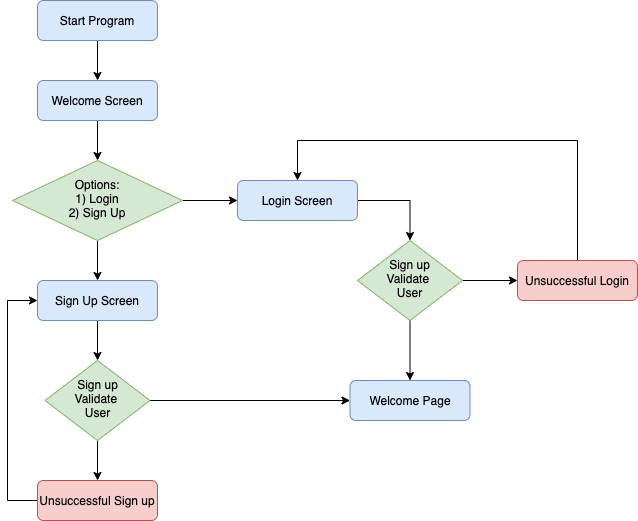 Start Program
Welcome Screen
Options:
1) Login
2) Sign Up
Login Screen
Sign up
Validate
User
Unsuccessful Login
Sign Up Screen
Sign up
Validate
User
Welcome Page
Unsuccessful Sign up